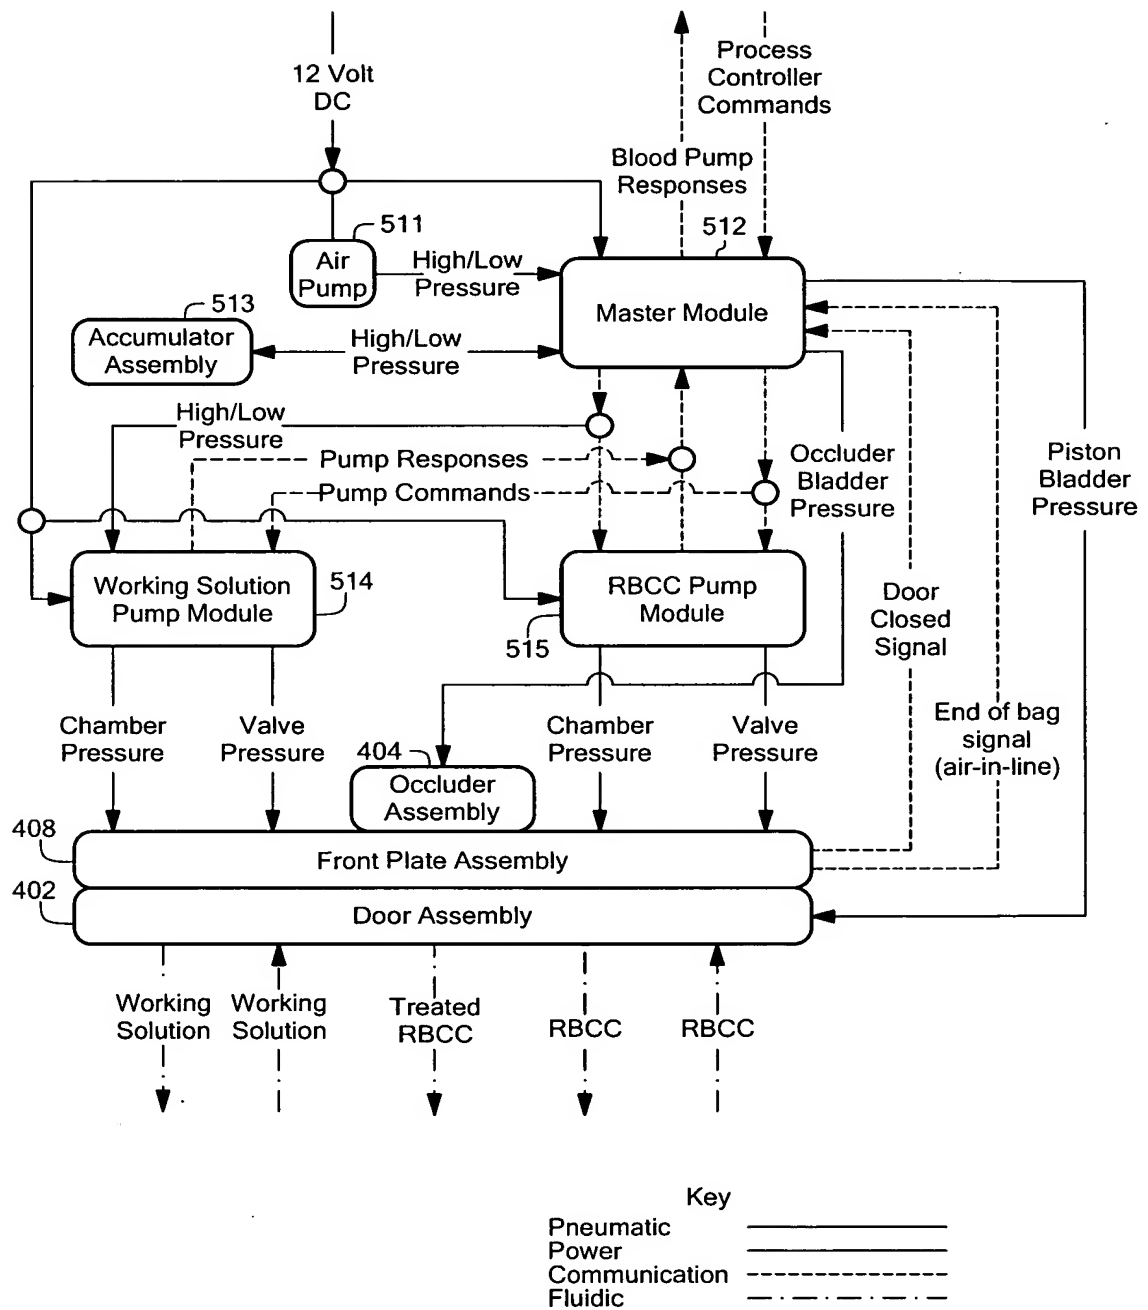 12 Volt
DC
Process
Controller
Commands
Blood Pump
Responses
511
512
Air
Pump
High/Low
Pressure
Master Module
513
Accumulator
Assembly
High/Low
Pressure
High/Low
Pressure
Pump Responses
Pump Commands
Occluder
Bladder
Pressure
Piston
Bladder
Pressure
Working Solution
Pump Module
514
RBCC Pump
Module
515
Door
Closed
Signal
Chamber
Pressure
Valve
Pressure
Chamber
Pressure
Valve
Pressure
End of bag
signal
(air-in-line)
404
Occluder
Assembly
408
Front Plate Assembly
402
Door Assembly
Working
Solution
Working
Solution
Treated
RBCC
RBCC
RBCC
Key
Pneumatic
Power
Communication
Fluidic